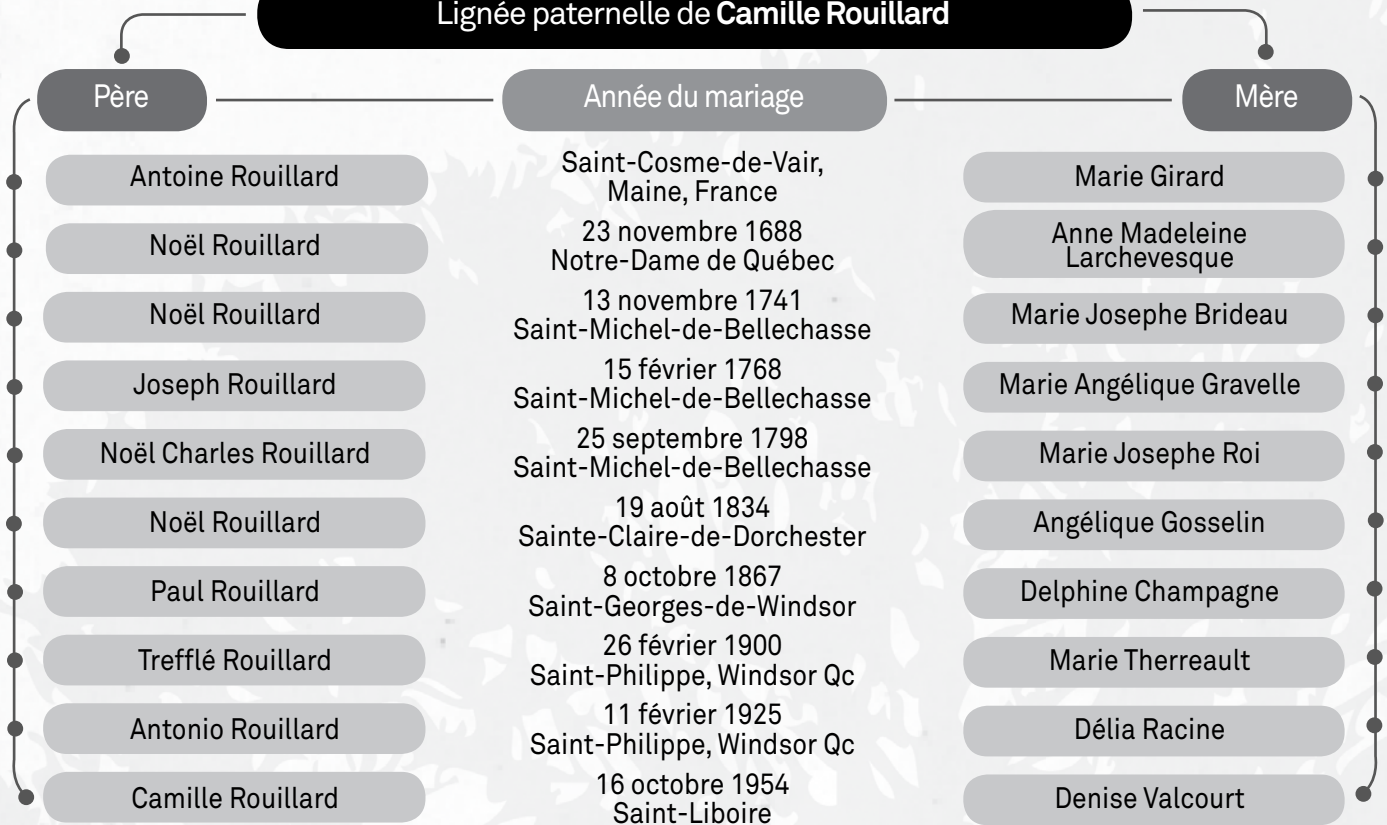 Lignée paternelle de Camille Rouillard
Père
Année du mariage
Mère
Antoine Rouillard
Saint-Cosme-de-Vair,
Maine, France
Marie Girard
Noël Rouillard
23 novembre 1688
Notre-Dame de Québec
Anne Madeleine
Larchevesque
Noël Rouillard
13 novembre 1741
Saint-Michel-de-Bellechasse
Marie Josephe Brideau
Joseph Rouillard
15 février 1768
Saint-Michel-de-Bellechasse
Marie Angélique Gravelle
Noël Charles Rouillard
25 septembre 1798
Saint-Michel-de-Bellechasse
Marie Josephe Roi
Noël Rouillard
19 août 1834
Sainte-Claire-de-Dorchester
Angélique Gosselin
Paul Rouillard
8 octobre 1867
Saint-Georges-de-Windsor
Delphine Champagne
Trefflé Rouillard
26 février 1900
Saint-Philippe, Windsor Qc
Marie Therreault
Antonio Rouillard
11 février 1925
Saint-Philippe, Windsor Qc
Délia Racine
Camille Rouillard
16 octobre 1954
Saint-Liboire
Denise Valcourt